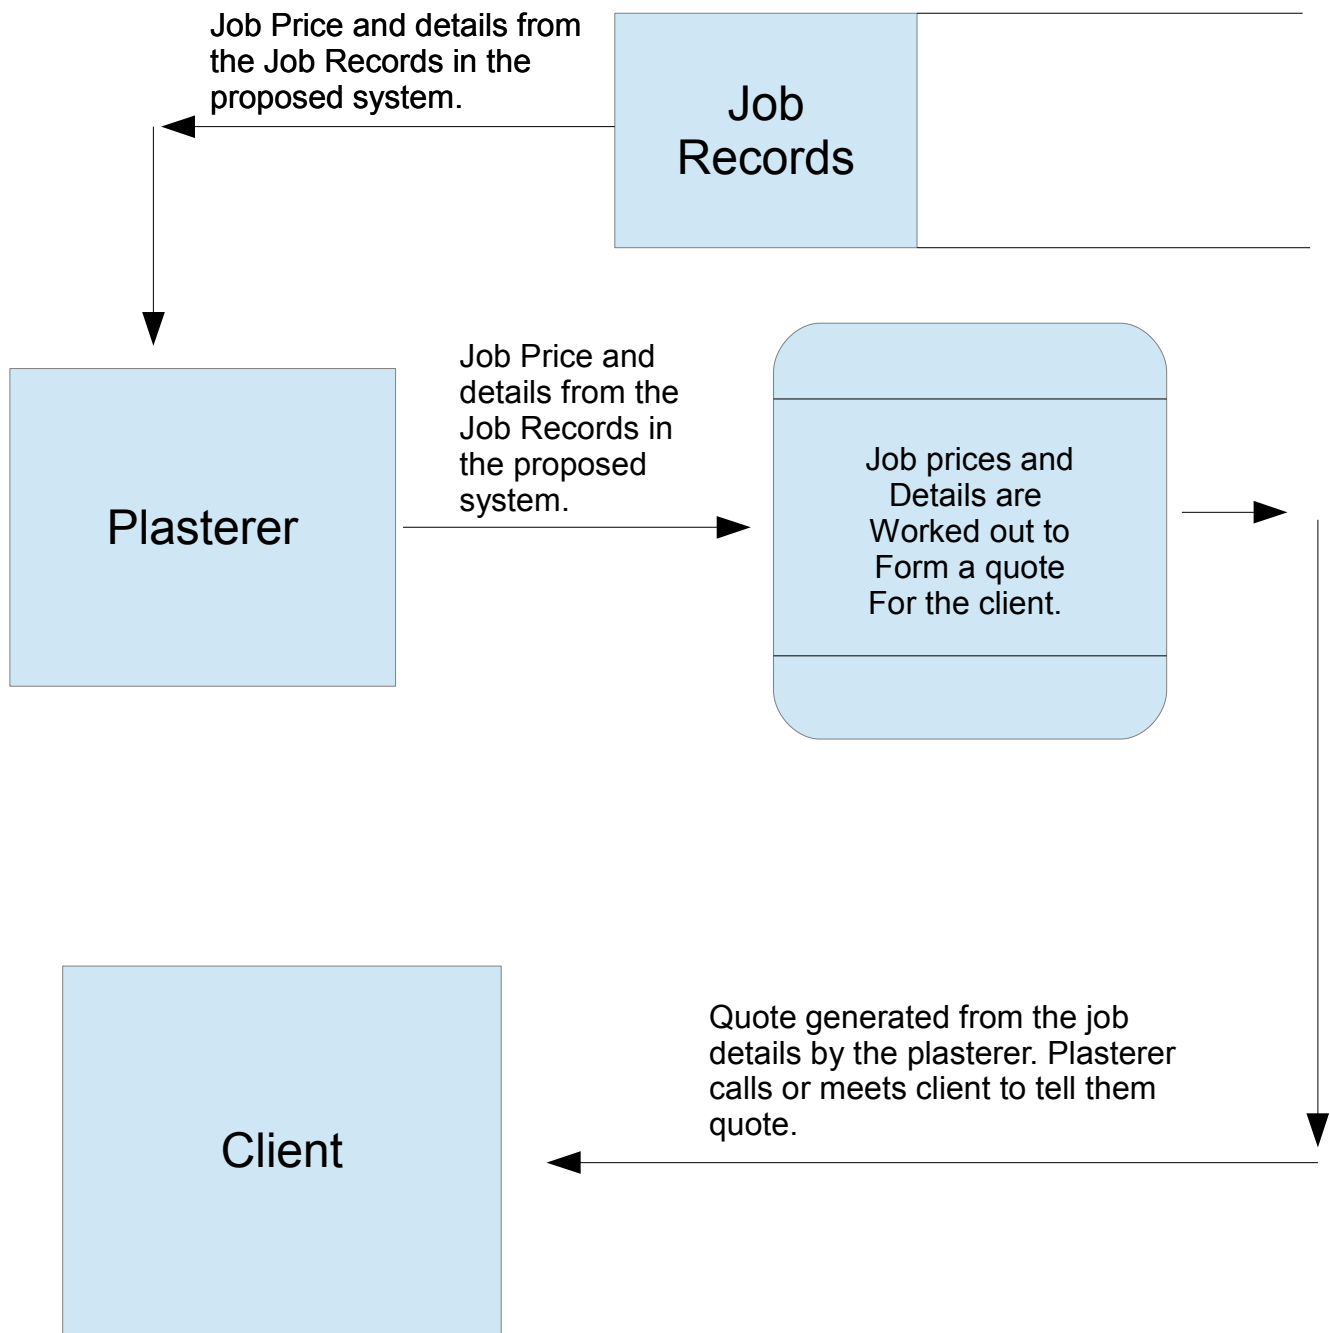 Job Price and details from
the Job Records in the
proposed system.
Job
Records
Job Price and
details from the
Job Records in
the proposed
system.
Plasterer
Job prices and
Details are
Worked out to
Form a quote
For the client.
Quote generated from the job
details by the plasterer. Plasterer
calls or meets client to tell them
quote.
Client